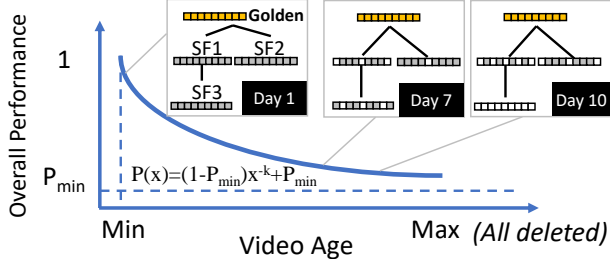 Golden
SF1 SF2
SF3
Day 1
Day 7
Day 10
Overall Performance
1
P(x)=(1-Pmin)x-k+Pmin
Pmin
Min
Max (All deleted)
Video Age